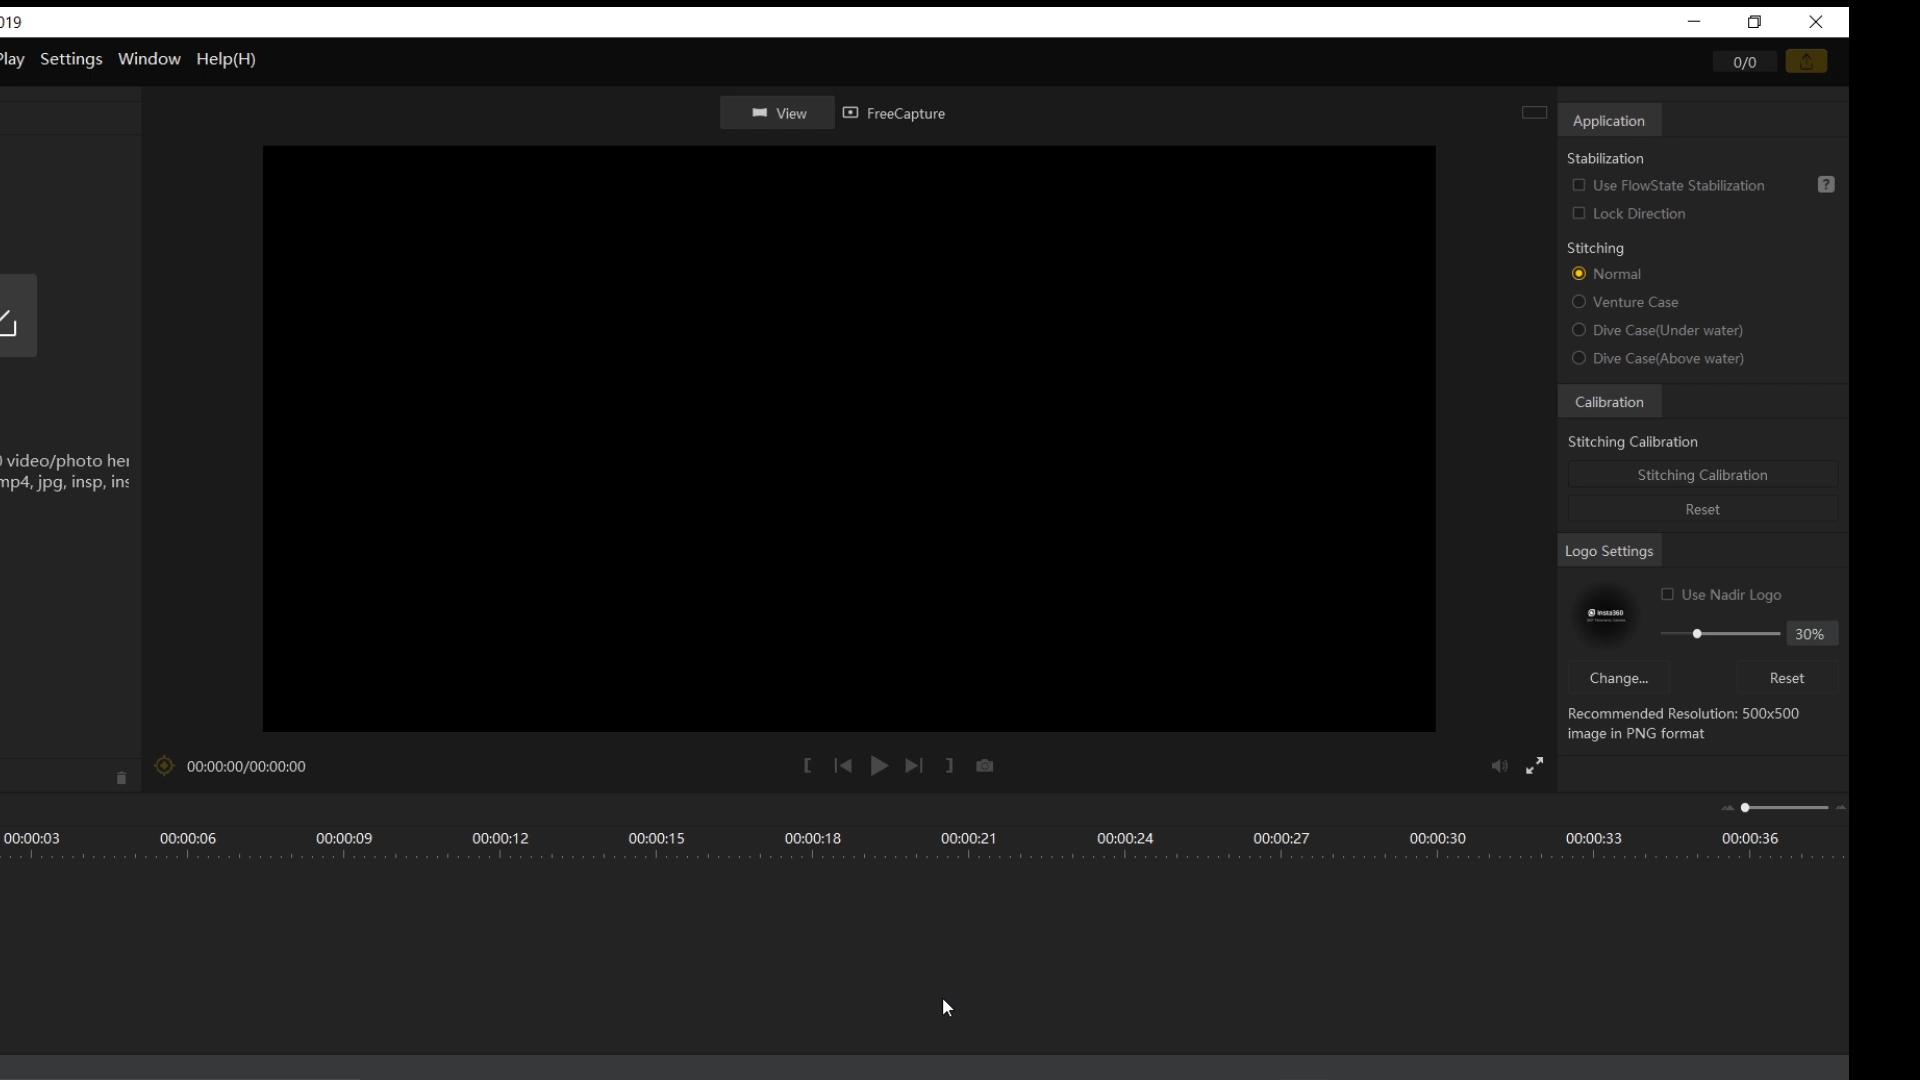 019
Play Settings Window Help(H)
0/0
View FreeCapture
Application
Stabilization
Use FlowState Stabilization ?
Lock Direction
Stitching
Normal
Venture Case
Dive Case(Under water)
Dive Case(Above water)
Calibration
Stitching Calibration
Stitching Calibration
Reset
Logo Settings
Insta360
Use Nadir Logo
30%
Change... Reset
Recommended Resolution: 500x500
image in PNG format
video/photo her
mp4, jpg, insp, ins
00:00:00/00:00:00
00:00:03 00:00:06 00:00:09 00:00:12 00:00:15 00:00:18 00:00:21 00:00:24 00:00:27 00:00:30 00:00:33 00:00:36